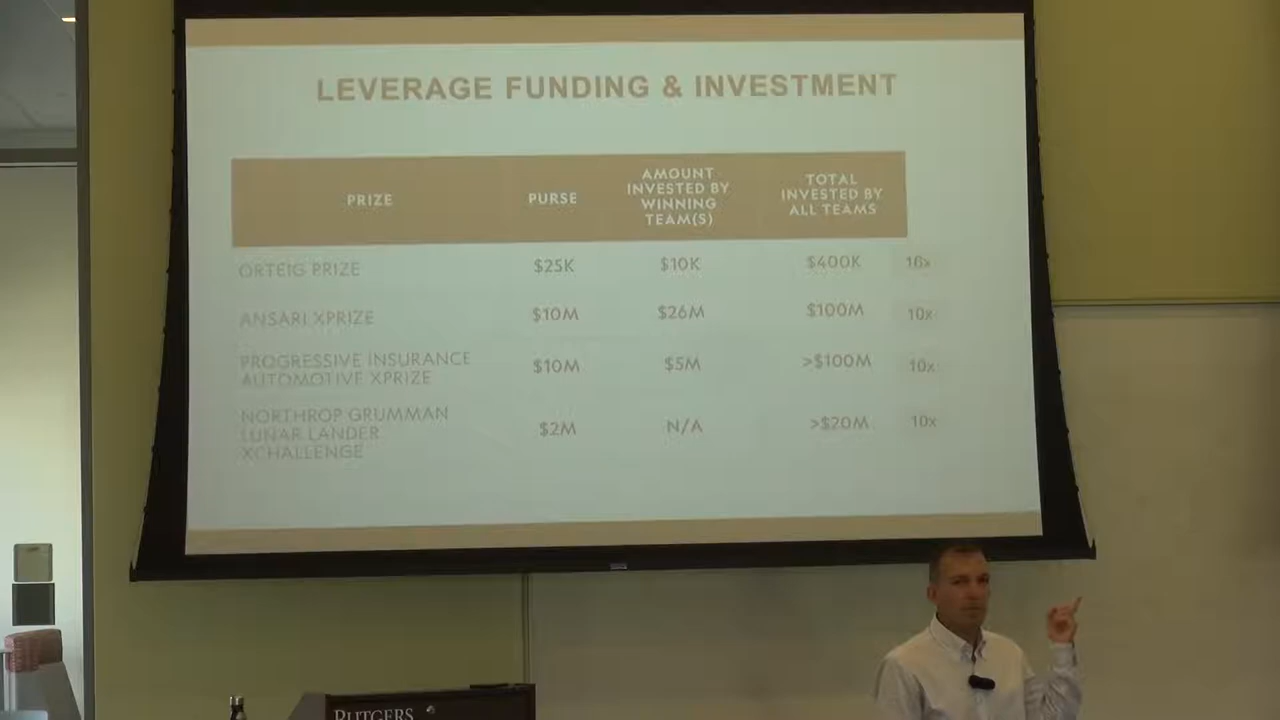 LEVERAGE FUNDING & INVESTMENT
PRIZE
PURSE
AMOUNT
INVESTED BY
WINNING
TEAM(S)
TOTAL
INVESTED BY
ALL TEAMS
ORTEIG PRIZE
$25K
$10K
$400K
16x
ANSARI XPRIZE
$10M
$26M
$100M
10x
PROGRESSIVE INSURANCE
AUTOMOTIVE XPRIZE
$10M
$5M
>$100M
10x
NORTHROP GRUMMAN
LUNAR LANDER
XCHALLENGE
$2M
N/A
>$20M
10x
RUTGERS